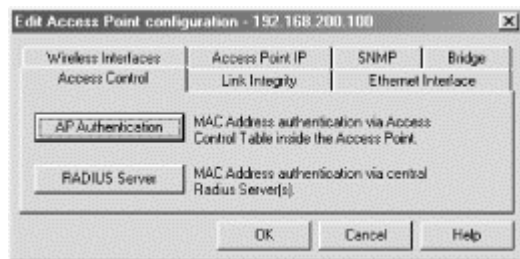 Edit Access Point configuration - 192.168.200.100
Wireless Interfaces Access Point IP SNMP Bridge
Access Control Link Integrity Ethernet Interface
AP Authentication
MAC Address authentication via Access
Control Table inside the Access Point.
RADIUS Server
MAC Address authentication via central
Radius Server(s).
OK Cancel Help